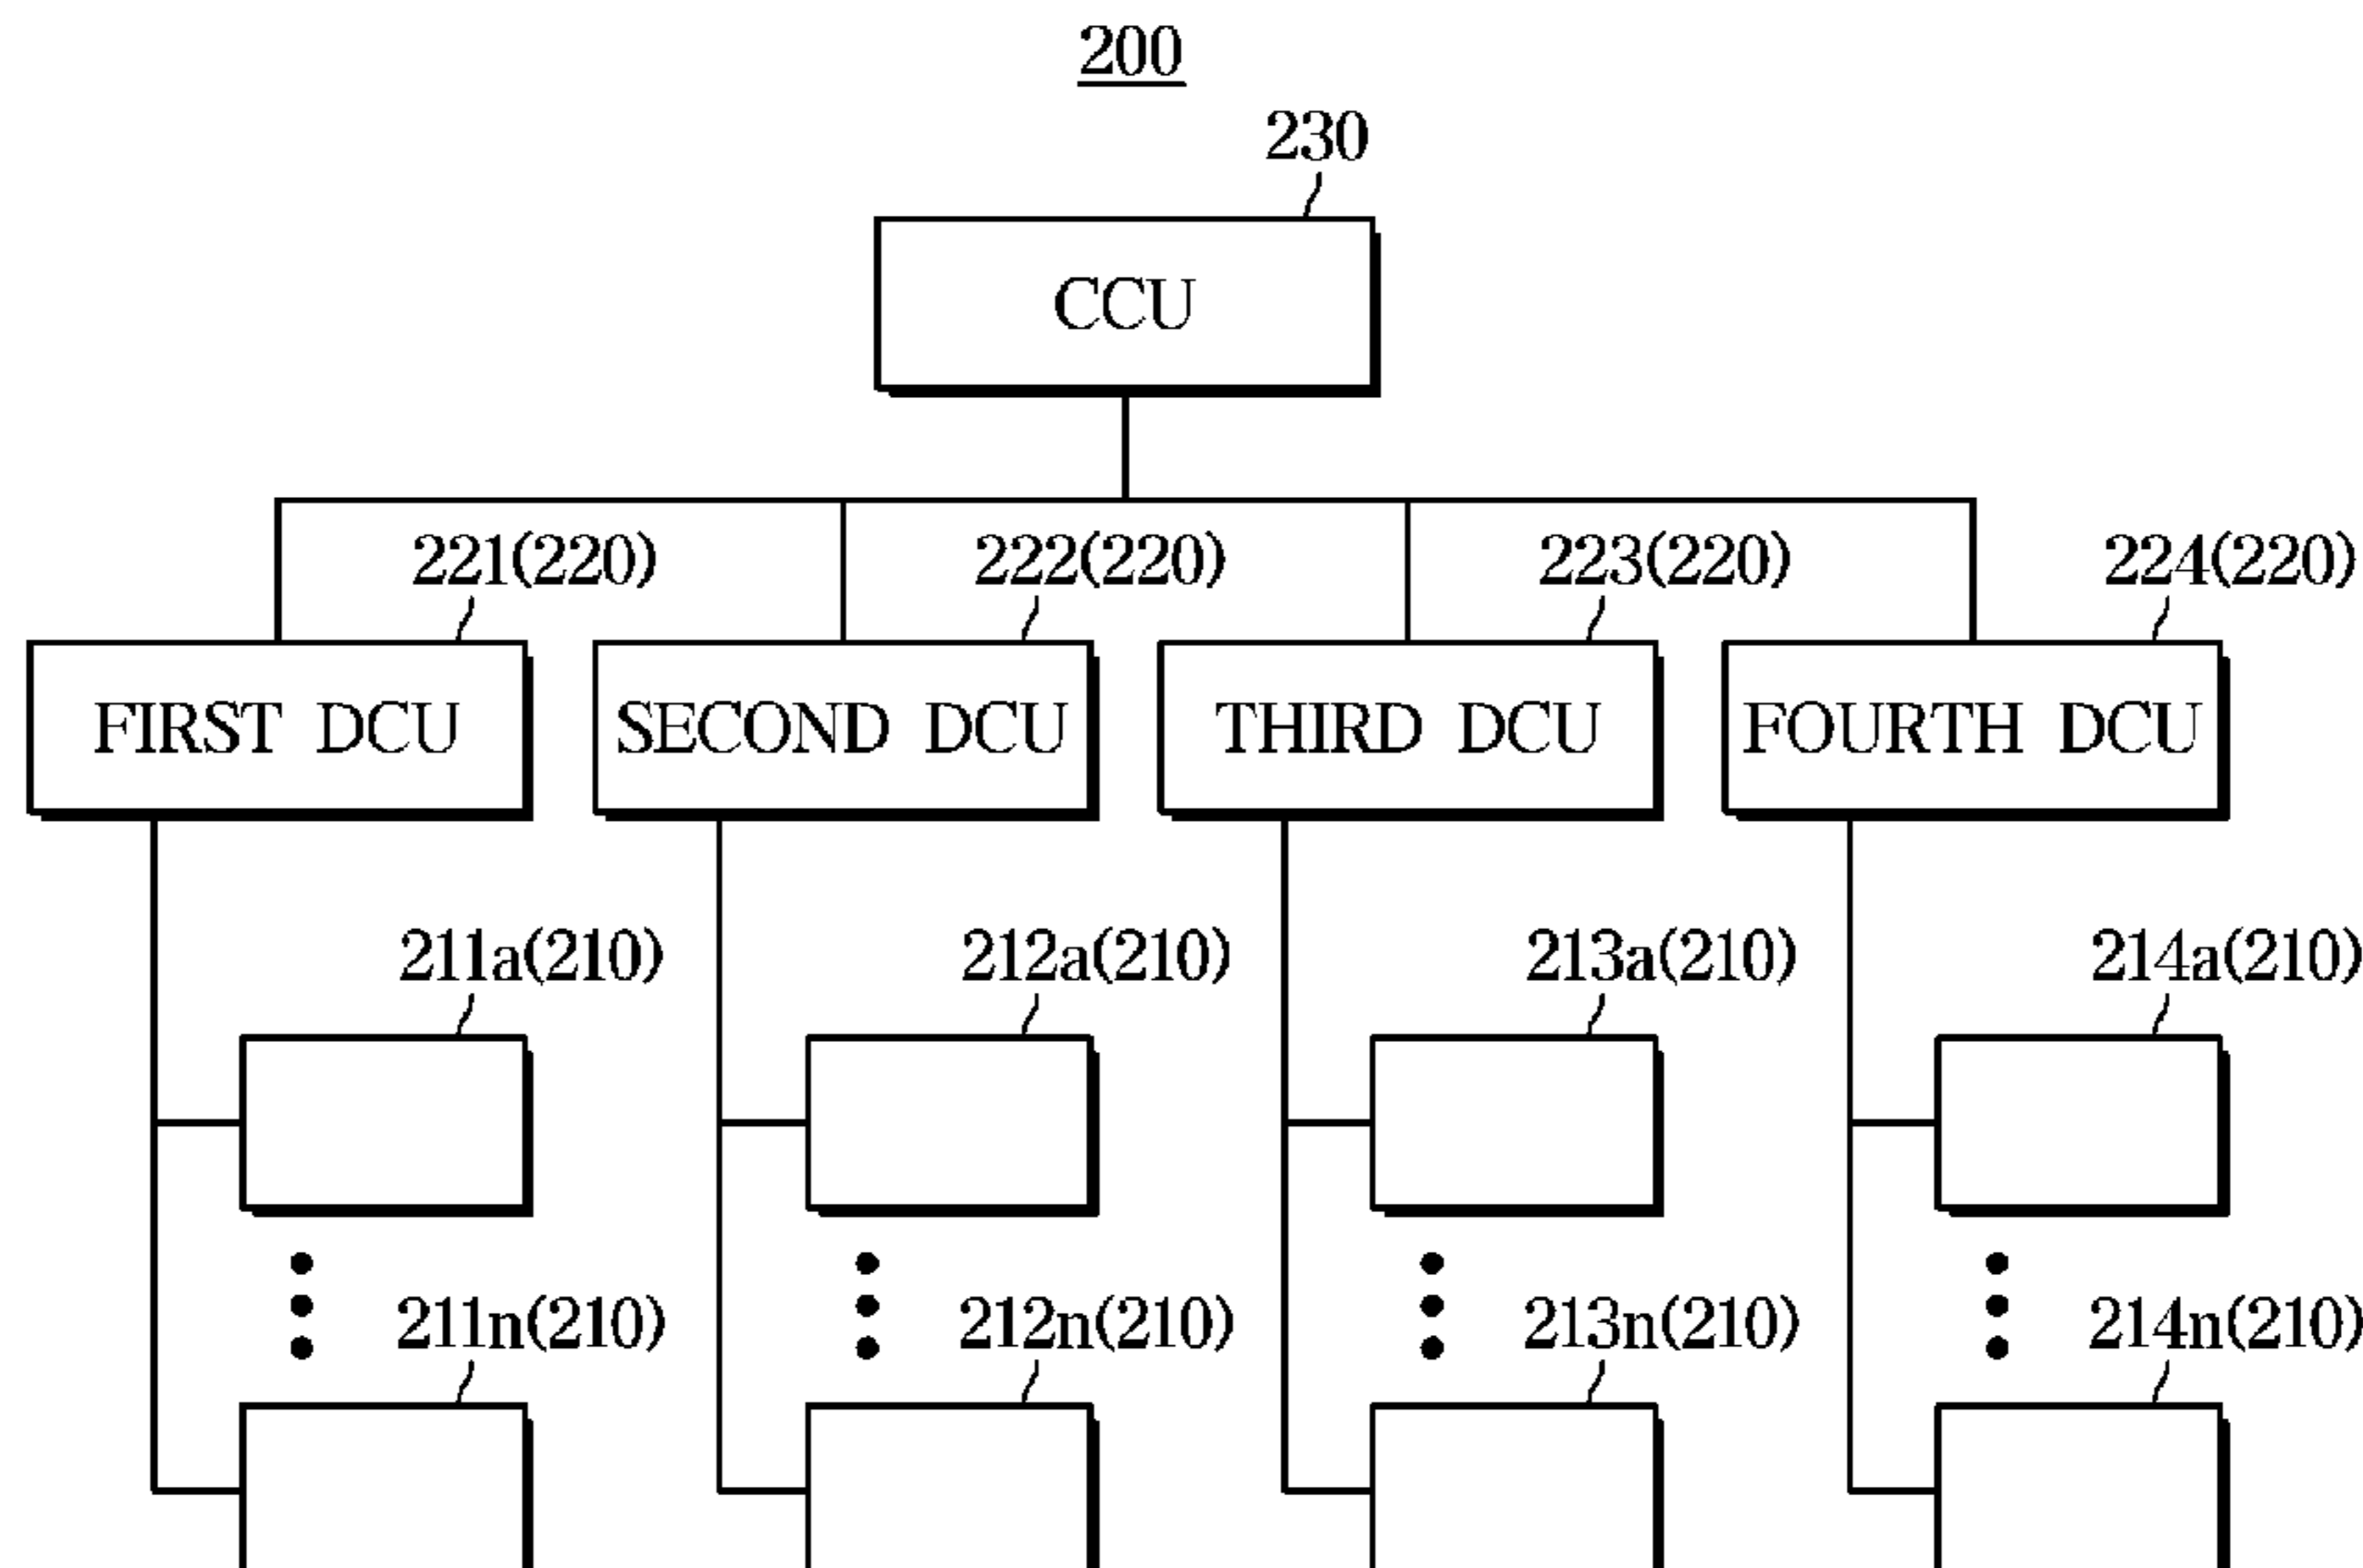 200
230
CCU
221(220) 222(220) 223(220) 224(220)
FIRST DCU SECOND DCU THIRD DCU FOURTH DCU
211a(210) 212a(210) 213a(210) 214a(210)
211n(210) 212n(210) 213n(210) 214n(210)